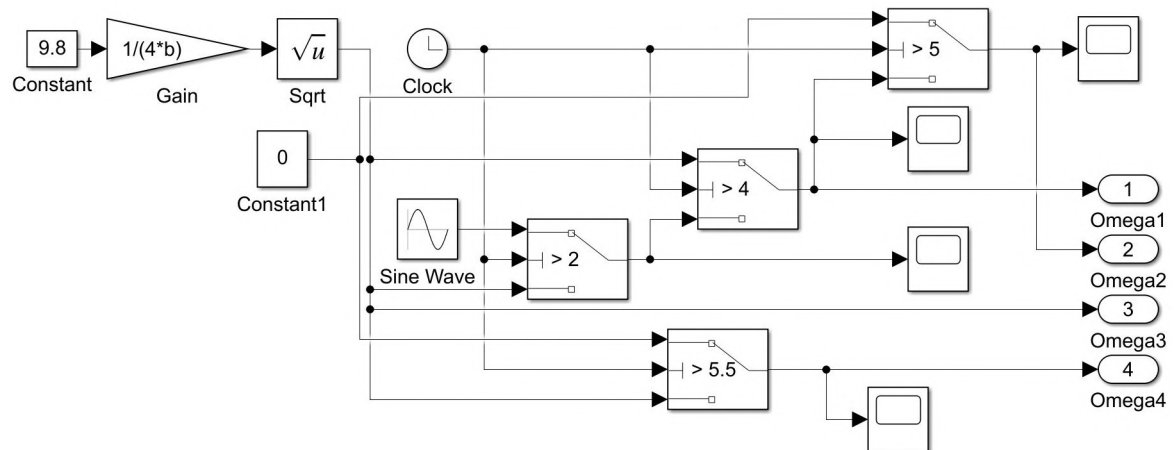 9.8
Constant
1/(4*b)
Gain
√u
Sqrt
Clock
> 5
0
Constant1
> 4
1
Omega1
Sine Wave
> 2
2
Omega2
3
Omega3
> 5.5
4
Omega4